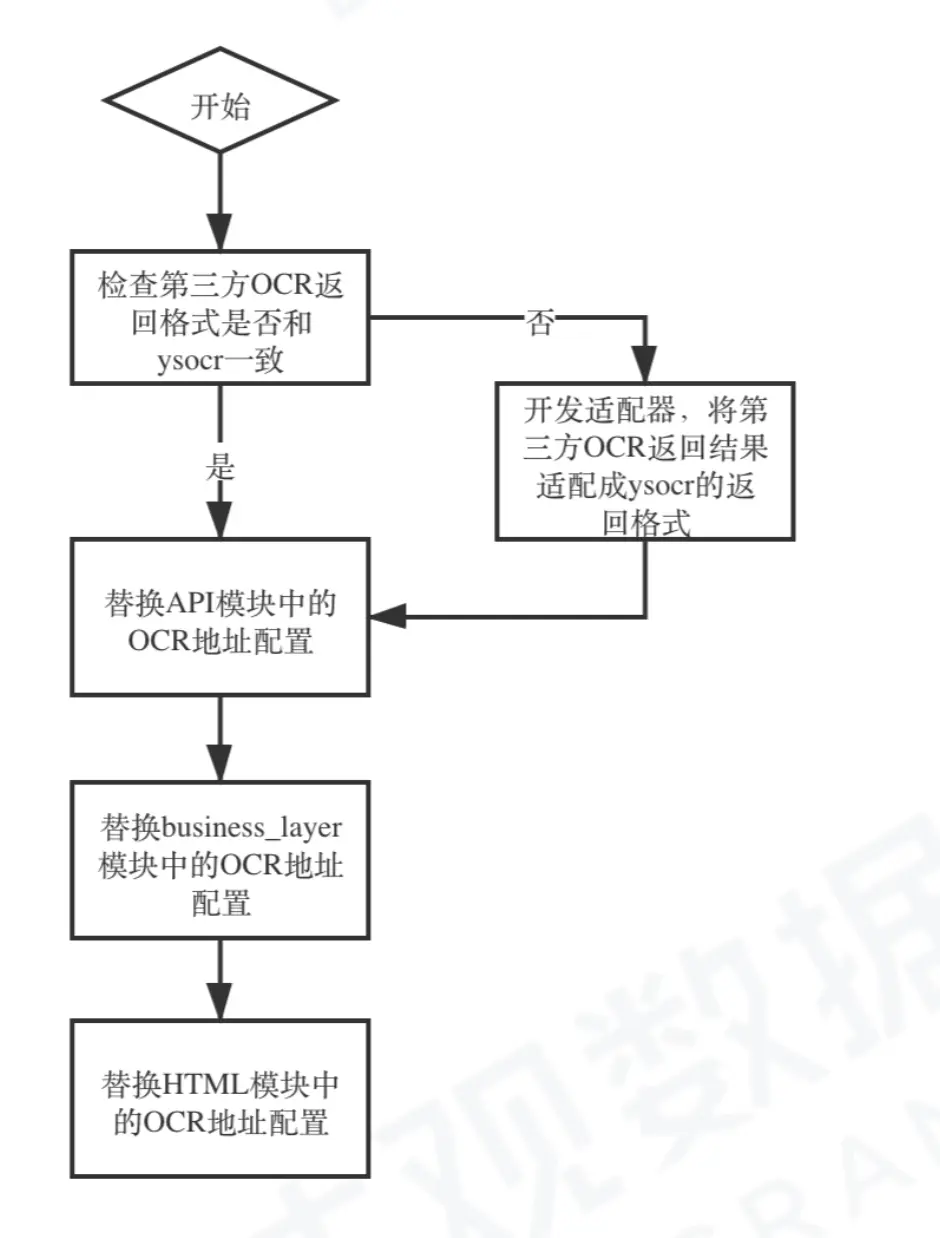 开始
检查第三方OCR返
回格式是否和
ysocr一致
否
开发适配器，将第
三方OCR返回结果
适配成ysocr的返
回格式
是
替换API模块中的
OCR地址配置
替换business_layer
模块中的OCR地址
配置
替换HTML模块中
的OCR地址配置
观数据
GRAN